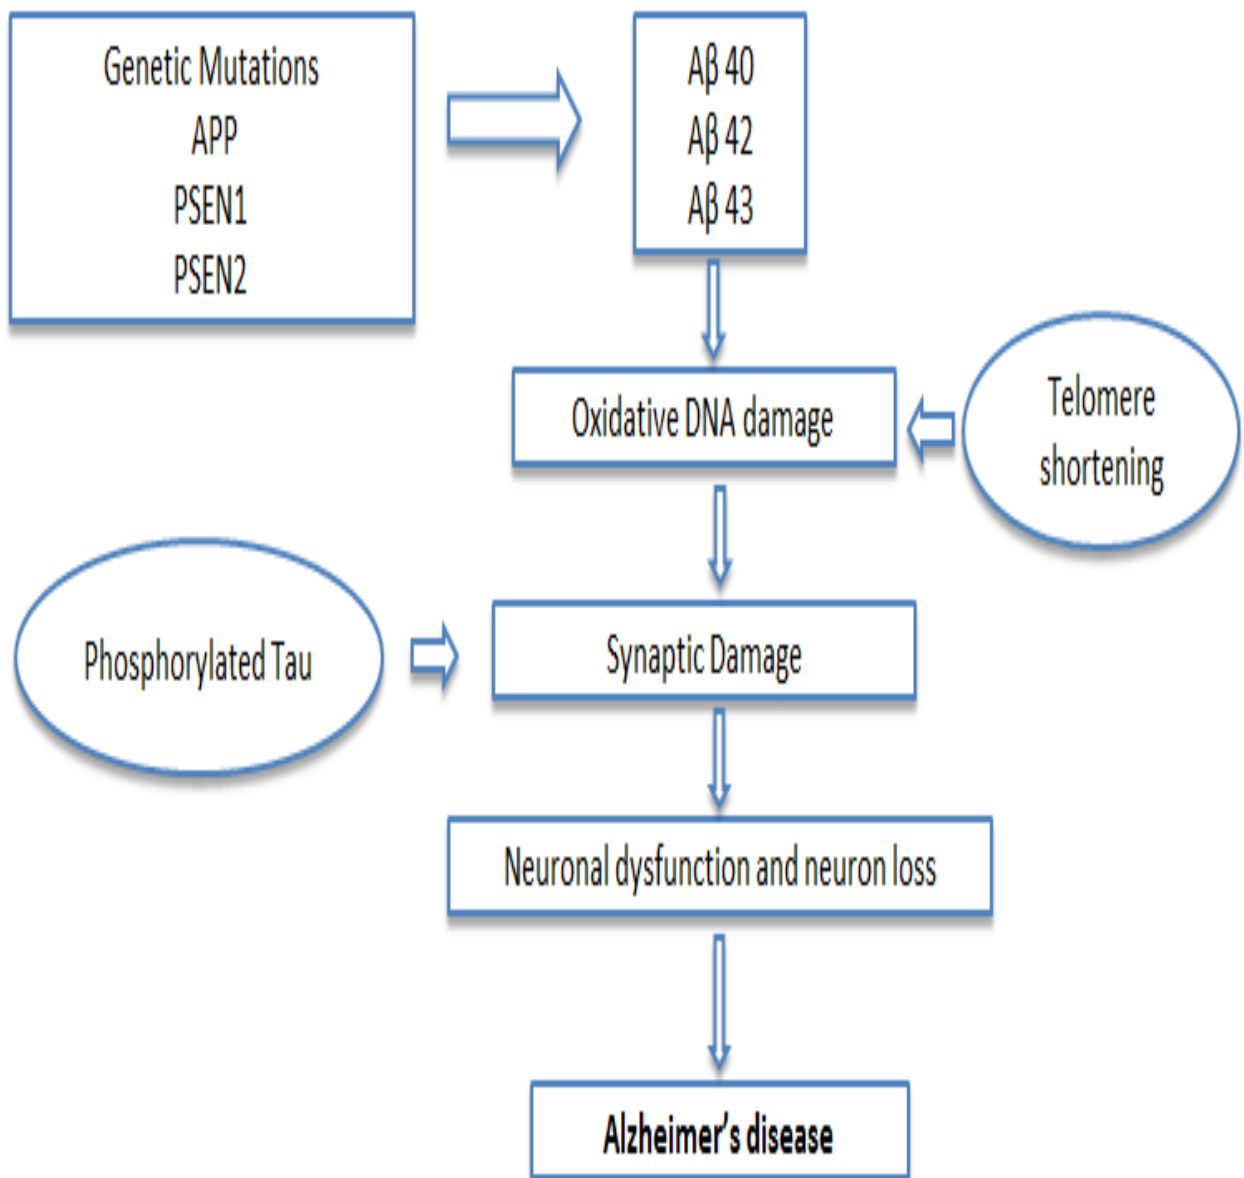 Genetic Mutations
APP
PSEN1
PSEN2
Aβ 40
Aβ 42
Aβ 43
Oxidative DNA damage
Telomere
shortening
Phosphorylated Tau
Synaptic Damage
Neuronal dysfunction and neuron loss
Alzheimer’s disease